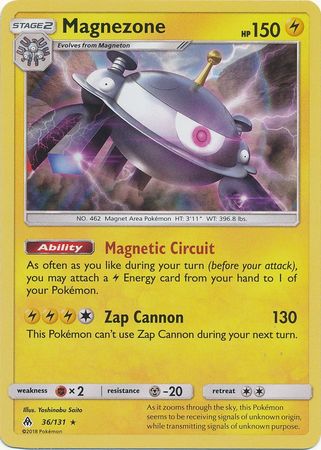 STAGE2 Magnezone HP150
Evolves from Magneton
NO. 462 Magnet Area Pokémon HT: 3'11" WT: 396.8 lbs.
Ability Magnetic Circuit
As often as you like during your turn (before your attack),
you may attach a Energy card from your hand to 1 of
your Pokémon.
Zap Cannon 130
This Pokémon can't use Zap Cannon during your next turn.
weakness ×2 resistance -20 retreat
Illus. Yoshinobu Saito
36/131
©2018 Pokémon
As it zooms through the sky, this Pokémon
seems to be receiving signals of unknown origin,
while transmitting signals of unknown purpose.